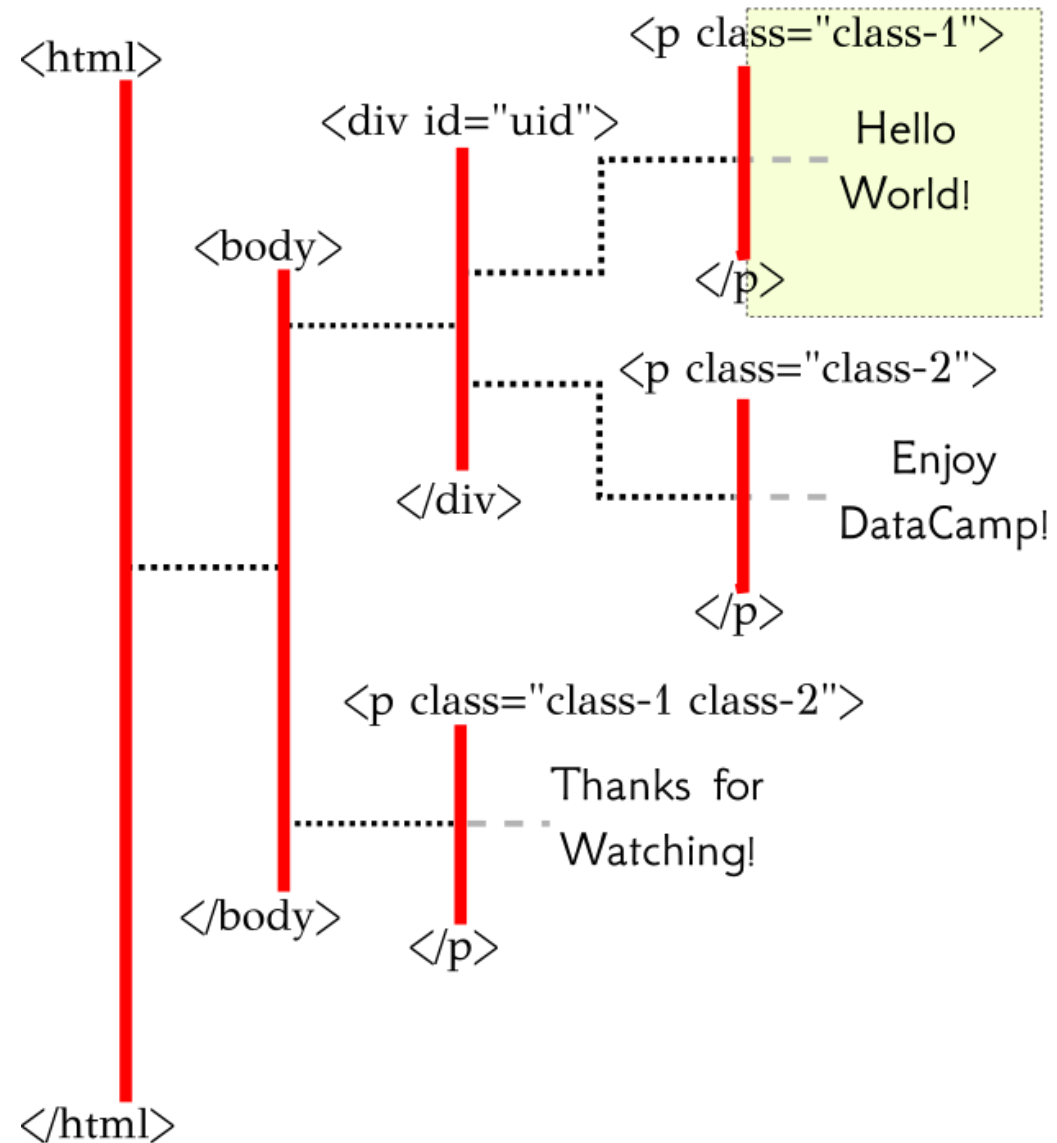 <html>
<body>
<div id="uid">
<p class="class-1">
Hello
World!
</p>
<p class="class-2">
Enjoy
DataCamp!
</p>
</div>
<p class="class-1 class-2">
Thanks for
Watching!
</p>
</body>
</html>